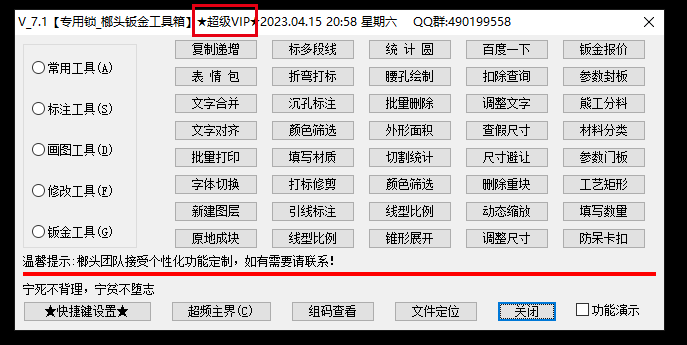 V_7.1【专用锁_榔头钣金工具箱】★超级VIP★2023.04.15 20:58 星期六 QQ群:490199558
复制递增 标多段线 统 计 圆 百度一下 钣金报价
常用工具(A)
表 情 包 折弯打标 腰孔绘制 扣除查询 参数封板
文字合并 沉孔标注 批量删除 调整文字 熊工分料
标注工具(S)
文字对齐 颜色筛选 外形面积 查假尺寸 材料分类
画图工具(D)
批量打印 填写材质 切割统计 尺寸避让 参数门板
字体切换 打标修剪 颜色筛选 删除重块 工艺矩形
修改工具(F)
新建图层 引线标注 线型比例 动态缩放 填写数量
钣金工具(G)
原地成块 线型比例 锥形展开 调整尺寸 防呆卡扣
温馨提示:榔头团队接受个性化功能定制，如有需要请联系！
宁死不背理，宁贫不堕志
★快捷键设置★ 超频主界(C) 组码查看 文件定位 关闭 功能演示